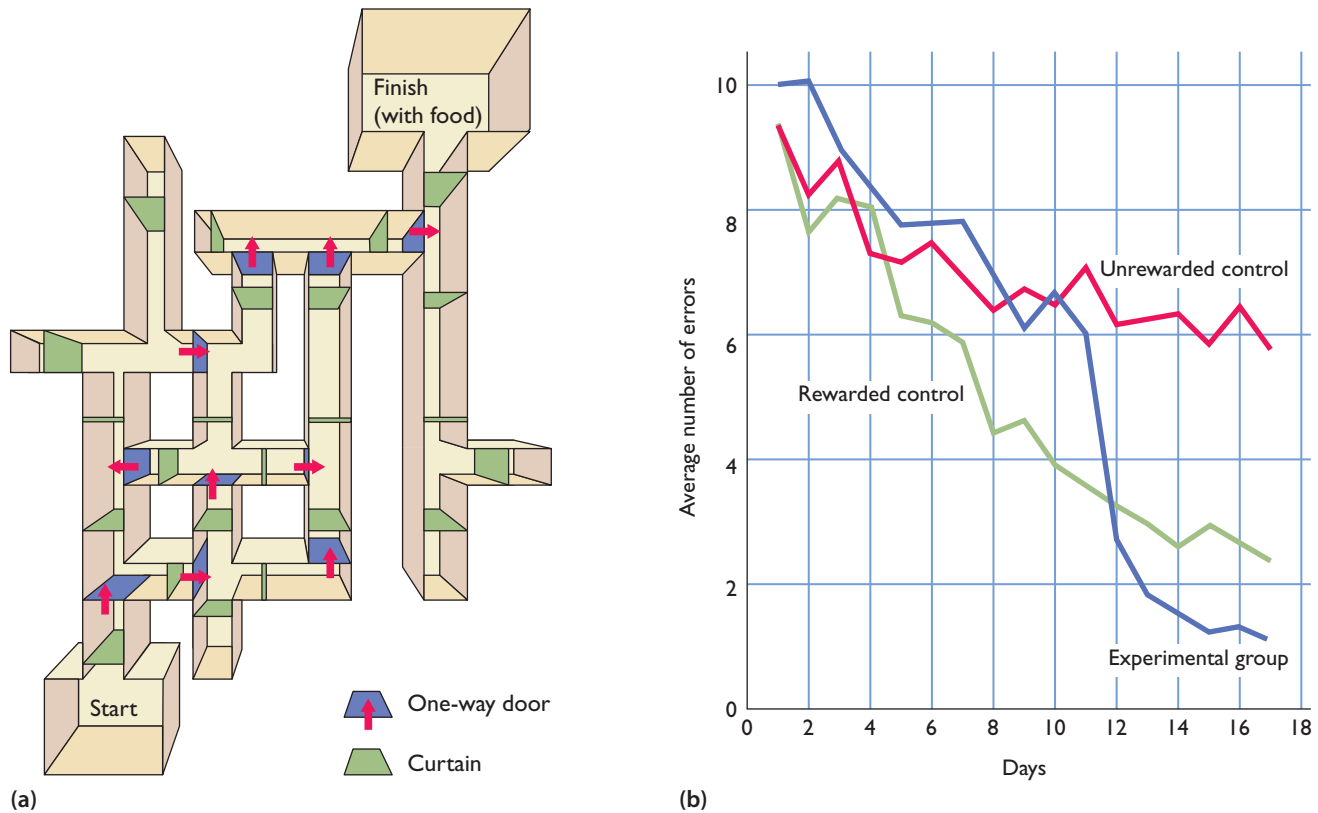 Finish
(with food)
Start
One-way door
Curtain
(a)
10
8
6
4
2
0
Average number of errors
Unrewarded control
Rewarded control
Experimental group
0 2 4 6 8 10 12 14 16 18
Days
(b)